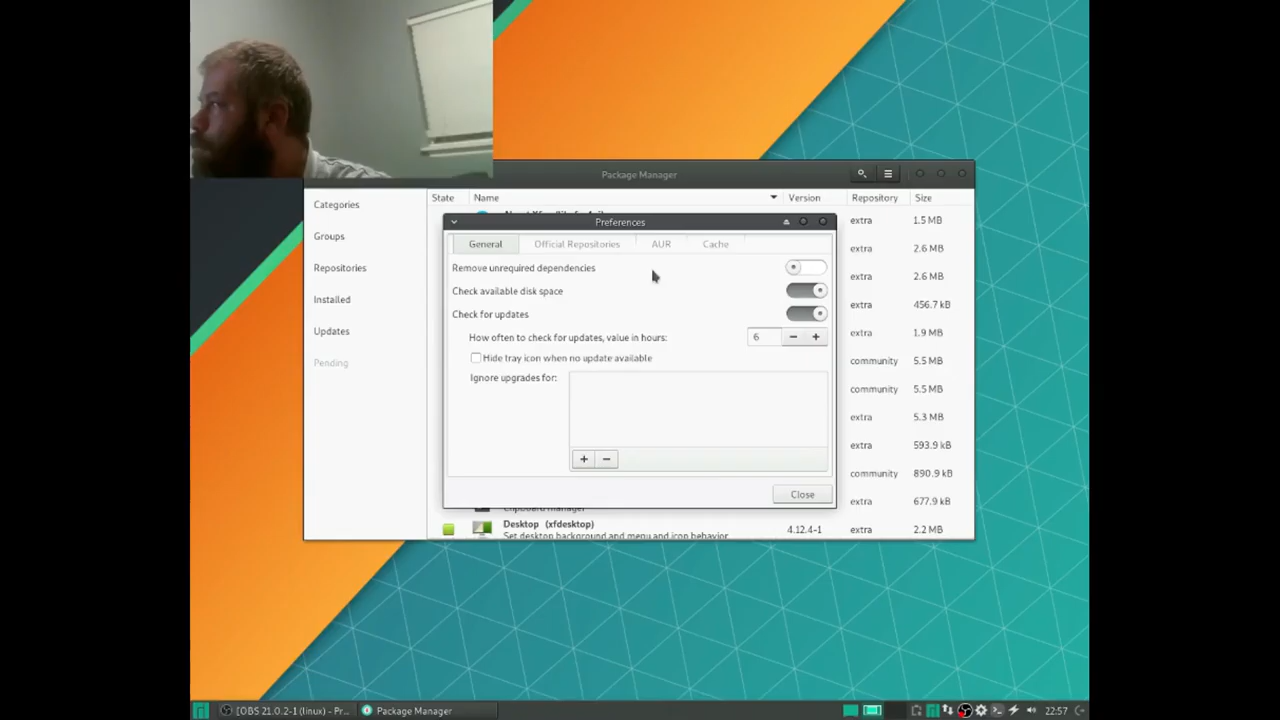 Package Manager
State Name Version Repository Size
Categories
Groups
Repositories
Installed
Updates
Pending
Preferences
General Official Repositories AUR Cache
Remove unrequired dependencies
Check available disk space
Check for updates
How often to check for updates, value in hours: 6 − +
Hide tray icon when no update available
Ignore upgrades for:
+ −
Close
extra 1.5 MB
extra 2.6 MB
extra 2.6 MB
extra 456.7 kB
extra 1.9 MB
community 5.5 MB
community 5.5 MB
extra 5.3 MB
extra 593.9 kB
community 890.9 kB
extra 677.9 kB
Clipboard manager
Desktop (xfdesktop) 4.12.4-1 extra 2.2 MB
Set desktop background and menu and icon behavior
[OBS 21.0.2-1 (linux) - Pr... Package Manager 22:57